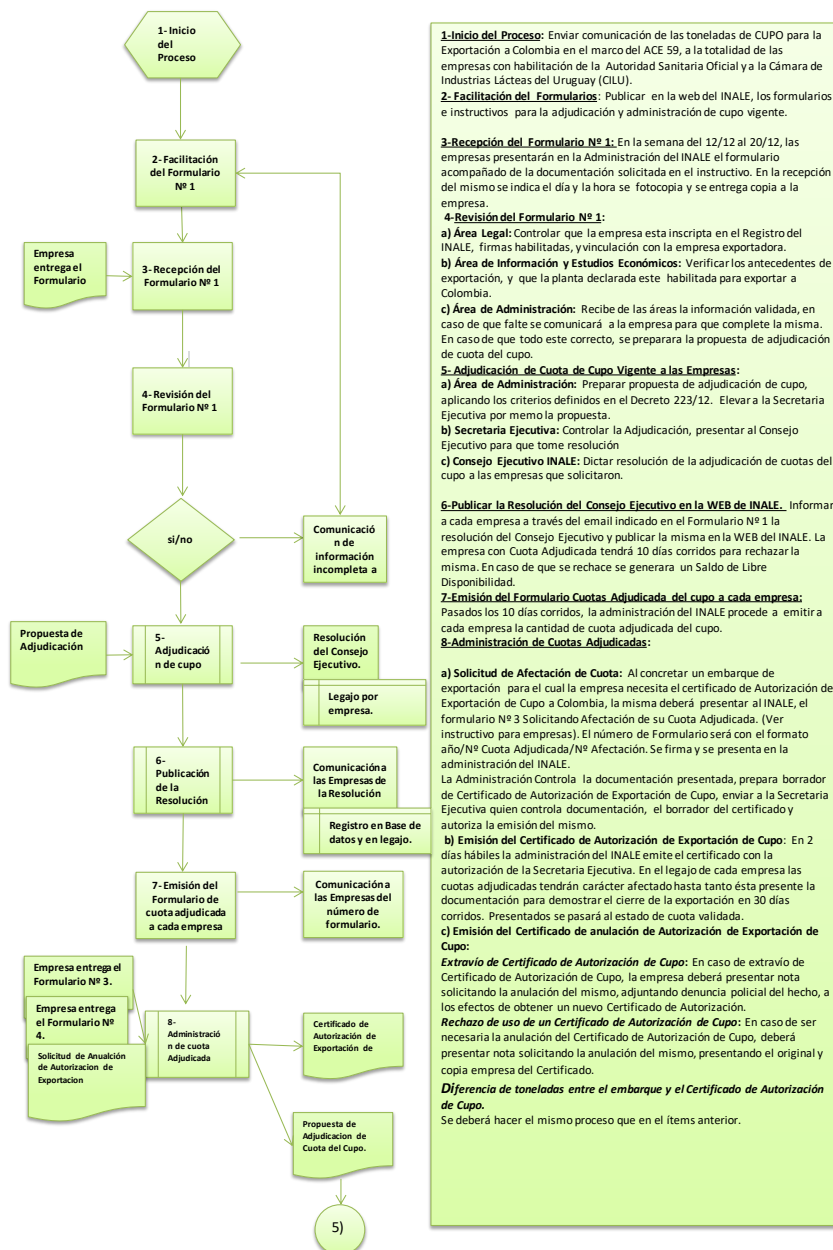 1- Inicio
del
Proceso
2- Facilitación
del Formulario
Nº 1
Empresa
entrega el
Formulario
3- Recepción del
Formulario Nº 1
4- Revisión del
Formulario Nº 1
si/no
Comunicació
n de
información
incompleta a
Propuesta de
Adjudicación
5-
Adjudicació
n de cupo
Resolución
del Consejo
Ejecutivo.
Legajo por
empresa.
6-
Publicación
de la
Resolución
Comunicación a
las Empresas de
la Resolución
Registro en Base de
datos y en legajo.
7- Emisión del
Formulario de
cuota adjudicada
a cada empresa
Comunicación a
las Empresas del
número de
formulario.
Empresa entrega el
Formulario Nº 3.
Empresa entrega
el Formulario Nº
4.
Solicitud de Anualción
de Autorizacion de
Exportacion
8-
Administració
n de cuota
Adjudicada
Certificado de
Autorización de
Exportación de
Propuesta de
Adjudicacion de
Cuota del Cupo.
5)
1-Inicio del Proceso: Enviar comunicación de las toneladas de CUPO para la
Exportación a Colombia en el marco del ACE 59, a la totalidad de las
empresas con habilitación de la Autoridad Sanitaria Oficial y a la Cámara de
Industrias Lácteas del Uruguay (CILU).
2- Facilitación del Formularios: Publicar en la web del INALE, los formularios
e instructivos para la adjudicación y administración de cupo vigente.
3-Recepción del Formulario Nº 1: En la semana del 12/12 al 20/12, las
empresas presentarán en la Administración del INALE el formulario
acompañado de la documentación solicitada en el instructivo. En la recepción
del mismo se indica el día y la hora se fotocopia y se entrega copia a la
empresa.
4-Revisión del Formulario Nº 1:
a) Área Legal: Controlar que la empresa esta inscripta en el Registro del
INALE, firmas habilitadas, y vinculación con la empresa exportadora.
b) Área de Información y Estudios Económicos: Verificar los antecedentes de
exportación, y que la planta declarada este habilitada para exportar a
Colombia.
c) Área de Administración: Recibe de las áreas la información validada, en
caso de que falte se comunicará a la empresa para que complete la misma.
En caso de que todo este correcto, se preparara la propuesta de adjudicación
de cuota del cupo.
5- Adjudicación de Cuota de Cupo Vigente a las Empresas:
a) Área de Administración: Preparar propuesta de adjudicación de cupo,
aplicando los criterios definidos en el Decreto 223/12. Elevar a la Secretaria
Ejecutiva por memo la propuesta.
b) Secretaria Ejecutiva: Controlar la Adjudicación, presentar al Consejo
Ejecutivo para que tome resolución
c) Consejo Ejecutivo INALE: Dictar resolución de la adjudicación de cuotas del
cupo a las empresas que solicitaron.
6-Publicar la Resolución del Consejo Ejecutivo en la WEB de INALE. Informar
a cada empresa a través del email indicado en el Formulario Nº 1 la
resolución del Consejo Ejecutivo y publicar la misma en la WEB del INALE. La
empresa con Cuota Adjudicada tendrá 10 días corridos para rechazar la
misma. En caso de que se rechace se generara un Saldo de Libre
Disponibilidad.
7-Emisión del Formulario Cuotas Adjudicada del cupo a cada empresa:
Pasados los 10 días corridos, la administración del INALE procede a emitir a
cada empresa la cantidad de cuota adjudicada del cupo.
8-Administración de Cuotas Adjudicadas:
a) Solicitud de Afectación de Cuota: Al concretar un embarque de
exportación para el cual la empresa necesita el certificado de Autorización de
Exportación de Cupo a Colombia, la misma deberá presentar al INALE, el
formulario Nº 3 Solicitando Afectación de su Cuota Adjudicada. (Ver
instructivo para empresas). El número de Formulario será con el formato
año/Nº Cuota Adjudicada/Nº Afectación. Se firma y se presenta en la
administración del INALE.
La Administración Controla la documentación presentada, prepara borrador
de Certificado de Autorización de Exportación de Cupo, enviar a la Secretaria
Ejecutiva quien controla documentación, el borrador del certificado y
autoriza la emisión del mismo.
b) Emisión del Certificado de Autorización de Exportación de Cupo: En 2
días hábiles la administración del INALE emite el certificado con la
autorización de la Secretaria Ejecutiva. En el legajo de cada empresa las
cuotas adjudicadas tendrán carácter afectado hasta tanto ésta presente la
documentación para demostrar el cierre de la exportación en 30 días
corridos. Presentados se pasará al estado de cuota validada.
c) Emisión del Certificado de anulación de Autorización de Exportación de
Cupo:
Extravío de Certificado de Autorización de Cupo: En caso de extravío de
Certificado de Autorización de Cupo, la empresa deberá presentar nota
solicitando la anulación del mismo, adjuntando denuncia policial del hecho, a
los efectos de obtener un nuevo Certificado de Autorización.
Rechazo de uso de un Certificado de Autorización de Cupo: En caso de ser
necesaria la anulación del Certificado de Autorización de Cupo, deberá
presentar nota solicitando la anulación del mismo, presentando el original y
copia empresa del Certificado.
Diferencia de toneladas entre el embarque y el Certificado de Autorización
de Cupo.
Se deberá hacer el mismo proceso que en el ítems anterior.